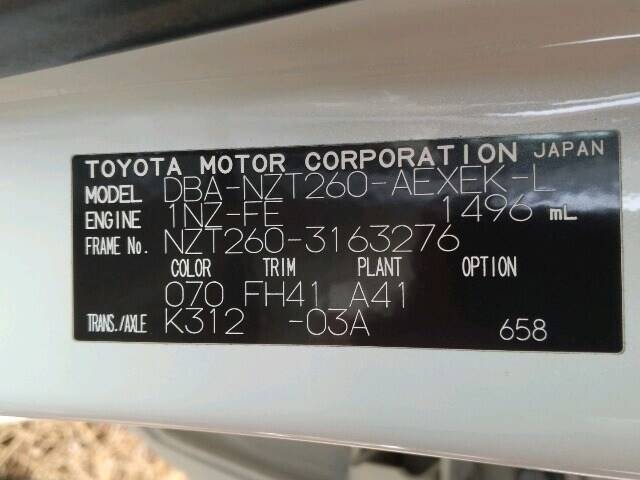 TOYOTA MOTOR CORPORATION JAPAN
MODEL DBA-NZT260-AEXEK-L
ENGINE 1NZ-FE 1496 mL
FRAME No. NZT260-3163276
COLOR TRIM PLANT OPTION
070 FH41 A41
TRANS./AXLE K312 -03A 658